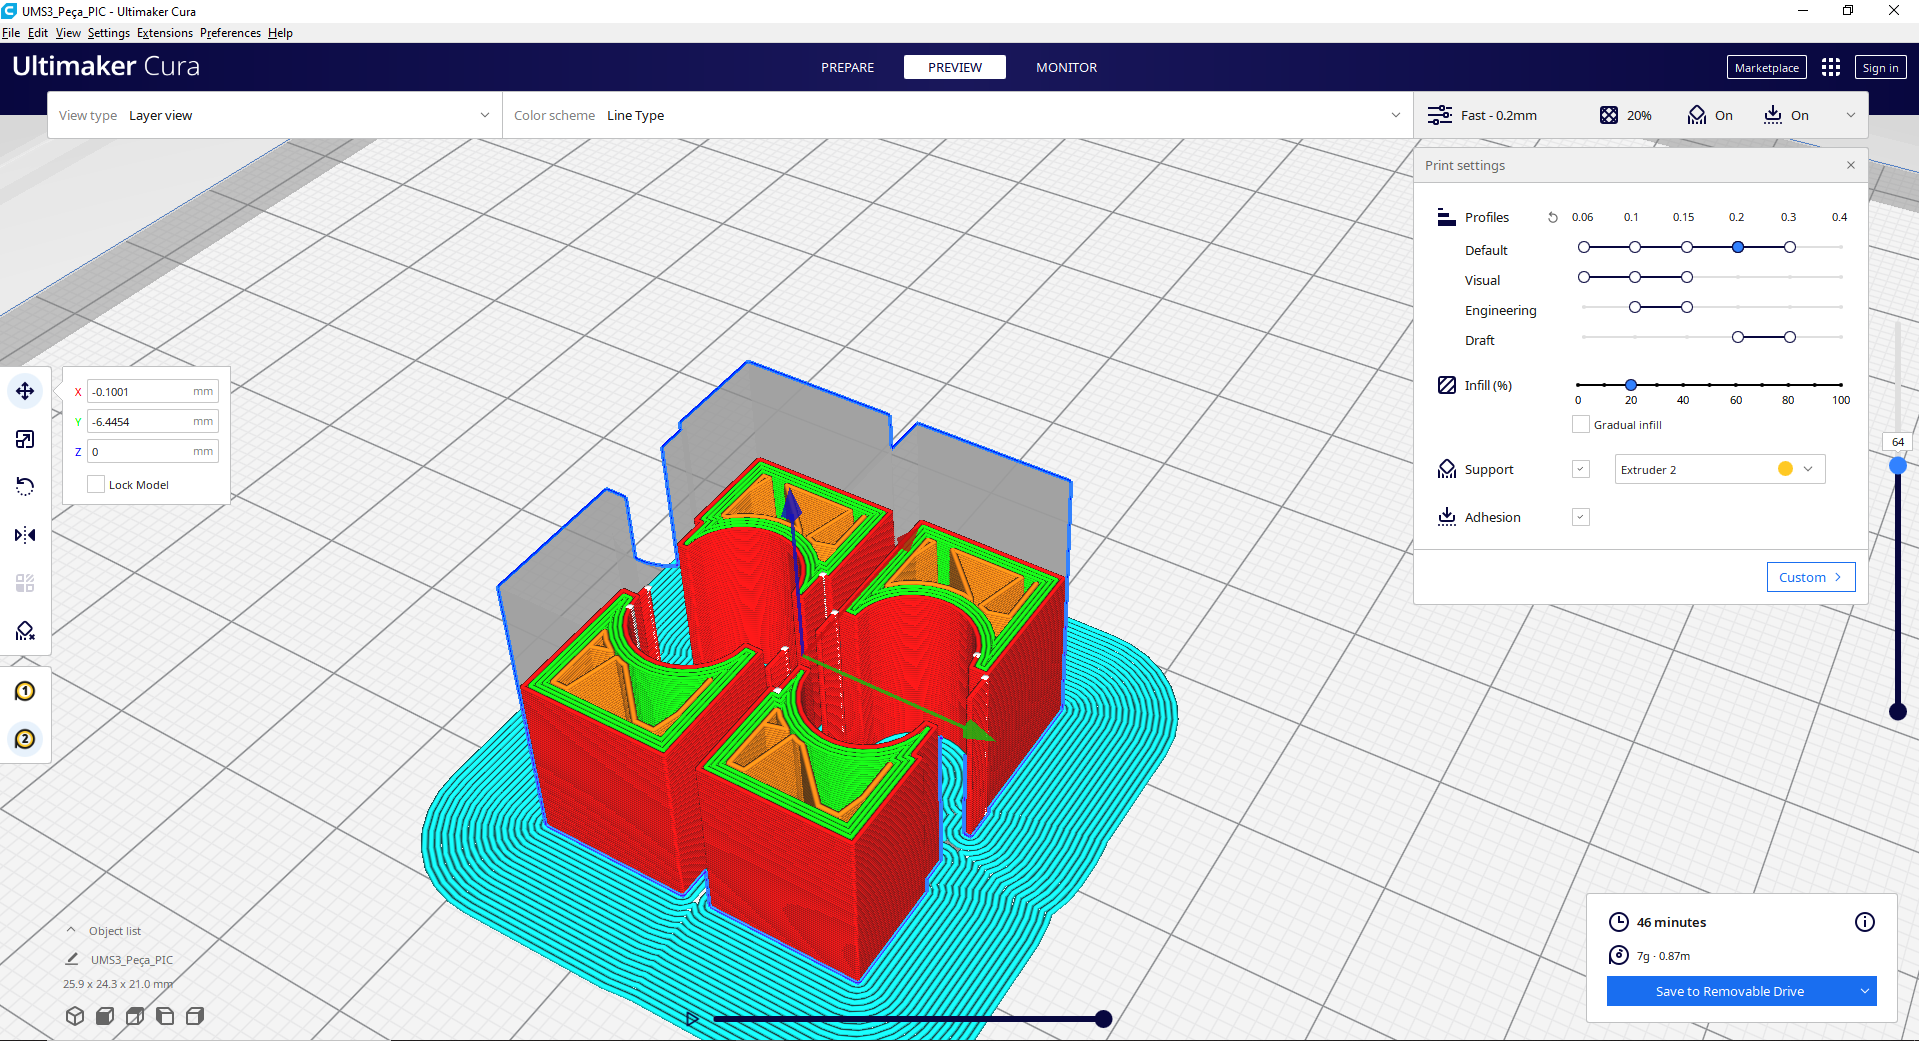 UMS3_Peça_PIC - Ultimaker Cura
File Edit View Settings Extensions Preferences Help
Ultimaker Cura
PREPARE PREVIEW MONITOR
Marketplace Sign in
View type Layer view
Color scheme Line Type
Fast - 0.2mm 20% On On
Print settings
Profiles 0.06 0.1 0.15 0.2 0.3 0.4
Default
Visual
Engineering
Draft
Infill (%)
0 20 40 60 80 100
Gradual infill
Support Extruder 2
Adhesion
Custom
X -0.1001 mm
Y -6.4454 mm
Z 0 mm
Lock Model
1
2
64
Object list
UMS3_Peça_PIC
25.9 x 24.3 x 21.0 mm
46 minutes
7g · 0.87m
Save to Removable Drive